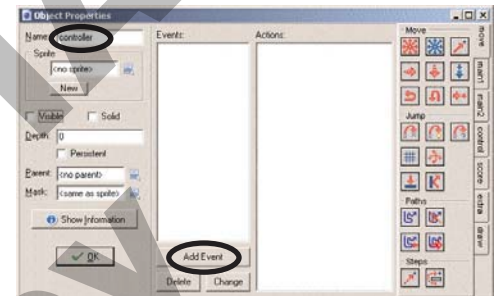 Object Properties
Name: controller
Sprite
<no sprite>
New
Visible
Solid
Depth: 0
Persistent
Parent: <no parent>
Mask: <same as sprite>
Show Information
OK
Events:
Add Event
Delete
Change
Actions:
Move
Jump
Paths
Steps
move
main1
main2
control
score
extra
draw